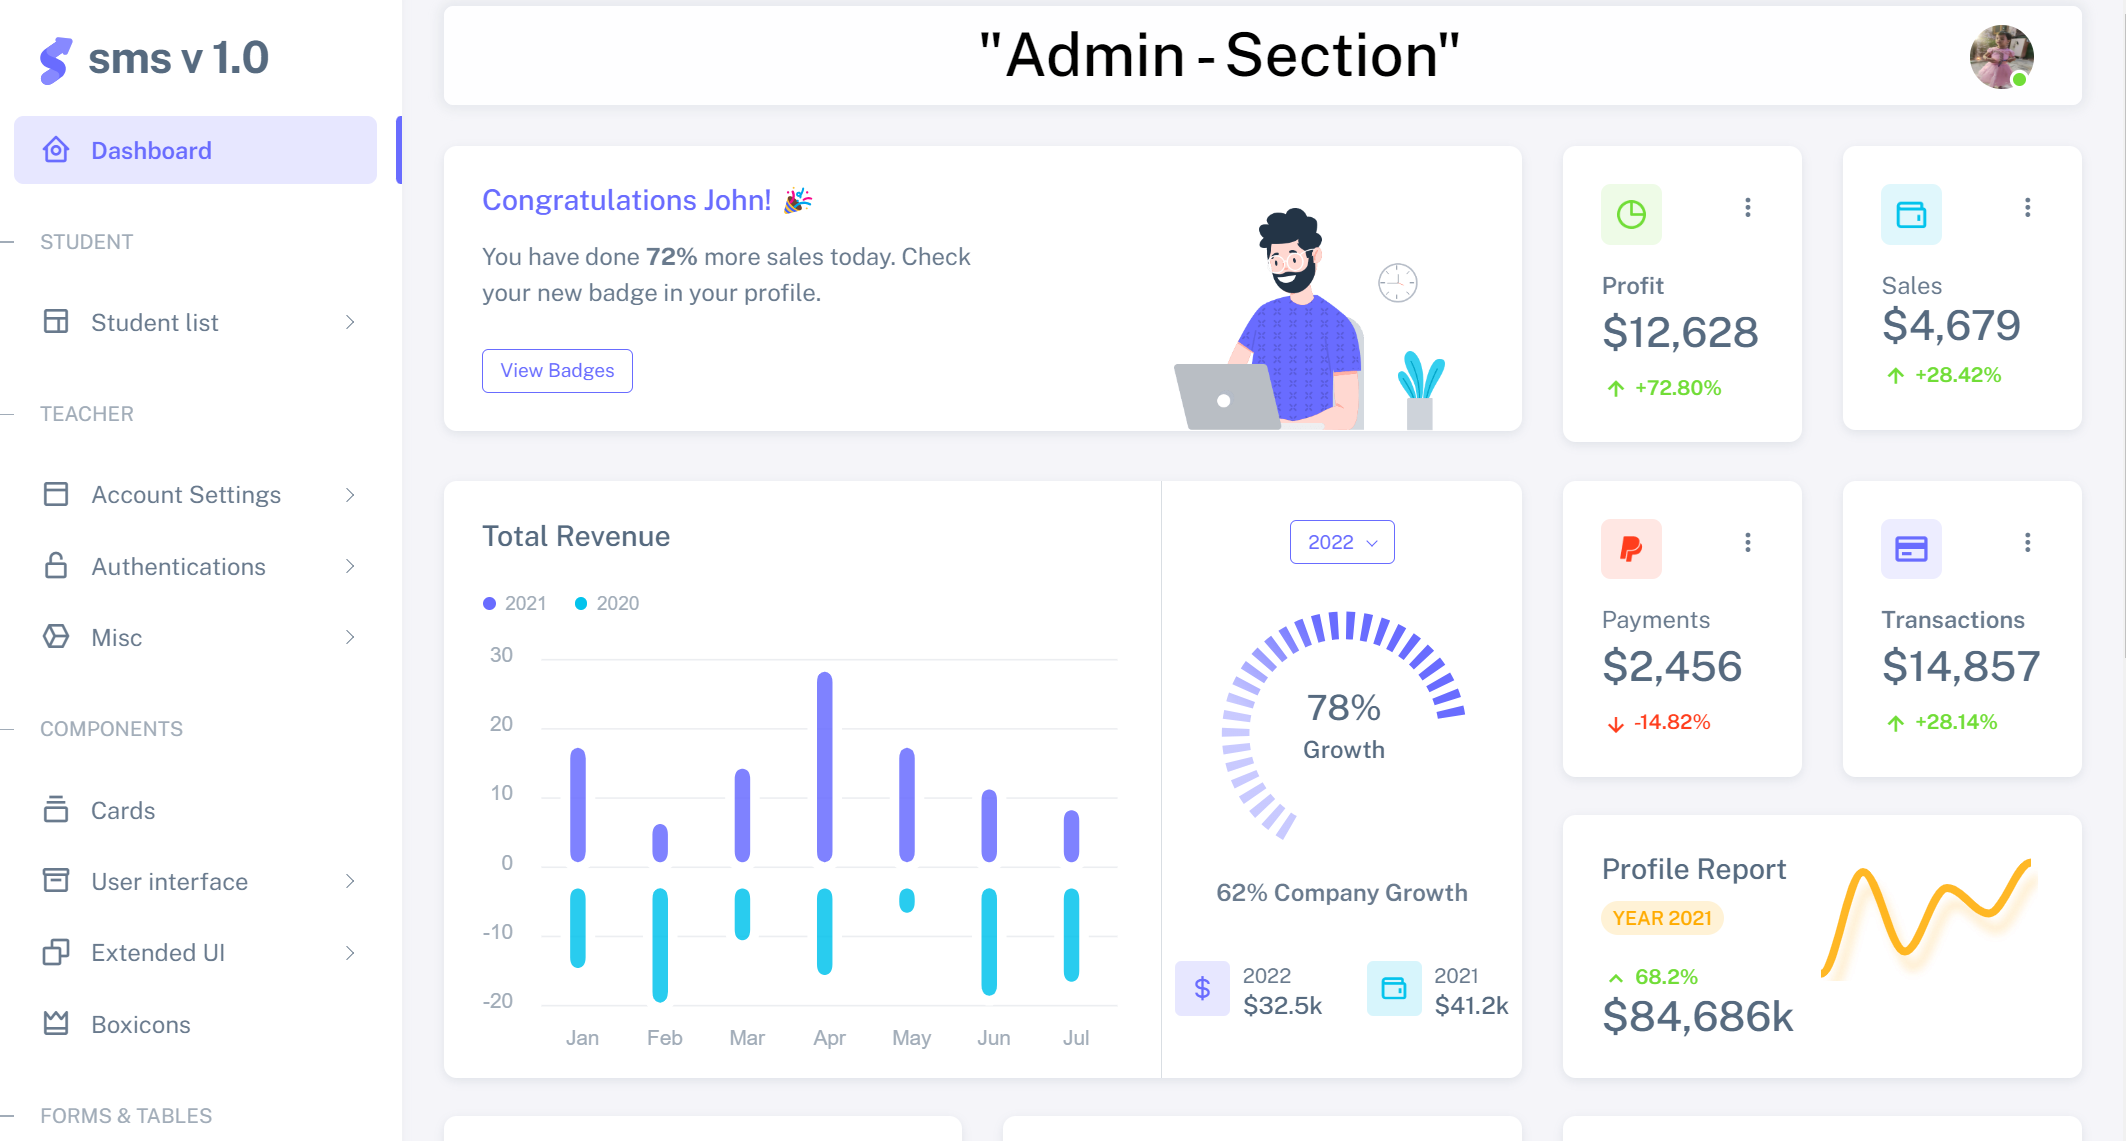 sms v 1.0
Dashboard
STUDENT
Student list
TEACHER
Account Settings
Authentications
Misc
COMPONENTS
Cards
User interface
Extended UI
Boxicons
FORMS & TABLES
"Admin - Section"
Congratulations John! 🎉
You have done 72% more sales today. Check
your new badge in your profile.
View Badges
Profit
$12,628
+72.80%
Sales
$4,679
+28.42%
Total Revenue
2021 2020
30
20
10
0
-10
-20
Jan Feb Mar Apr May Jun Jul
2022
78%
Growth
62% Company Growth
$
2022
$32.5k
2021
$41.2k
Payments
$2,456
-14.82%
Transactions
$14,857
+28.14%
Profile Report
YEAR 2021
68.2%
$84,686k